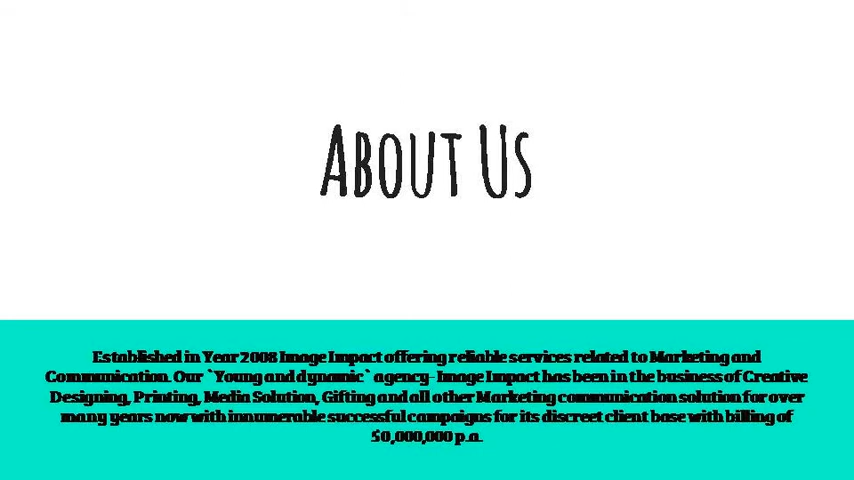 About Us
Established in Year 2008 Image Impact offering reliable services related to Marketing and
Communication. Our `Young and dynamic` agency- Image Impact has been in the business of Creative
Designing, Printing, Media Solution, Gifting and all other Marketing communication solution for over
many years now with innumerable successful campaigns for its discreet client base with billing of
50,000,000 p.a.